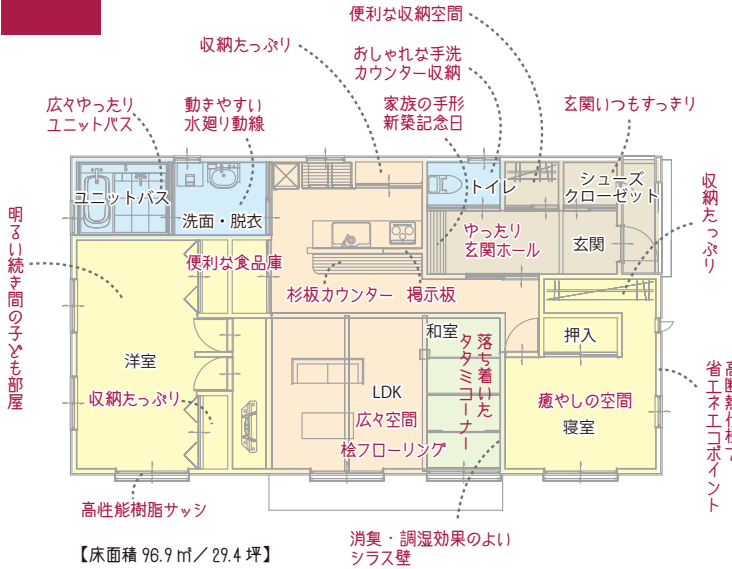 便利な収納空間
収納たっぷり
おしゃれな手洗
カウンター収納
広々ゆったり
ユニットバス
動きやすい
水廻り動線
家族の手形
新築記念日
玄関いつもすっきり
ユニットバス
洗面・脱衣
トイレ
シューズ
クローゼット
収納たっぷり
ゆったり
玄関ホール
玄関
明るい続き間の子ども部屋
便利な食品庫
杉板カウンター
掲示板
和室
落ち着いた
タタミコーナー
押入
洋室
LDK
収納たっぷり
広々空間
癒やしの空間
寝室
桧フローリング
高断熱仕様で
省エネエコポイント
高性能樹脂サッシ
消臭・調湿効果のよい
シラス壁
【床面積 96.9 ㎡／ 29.4 坪】